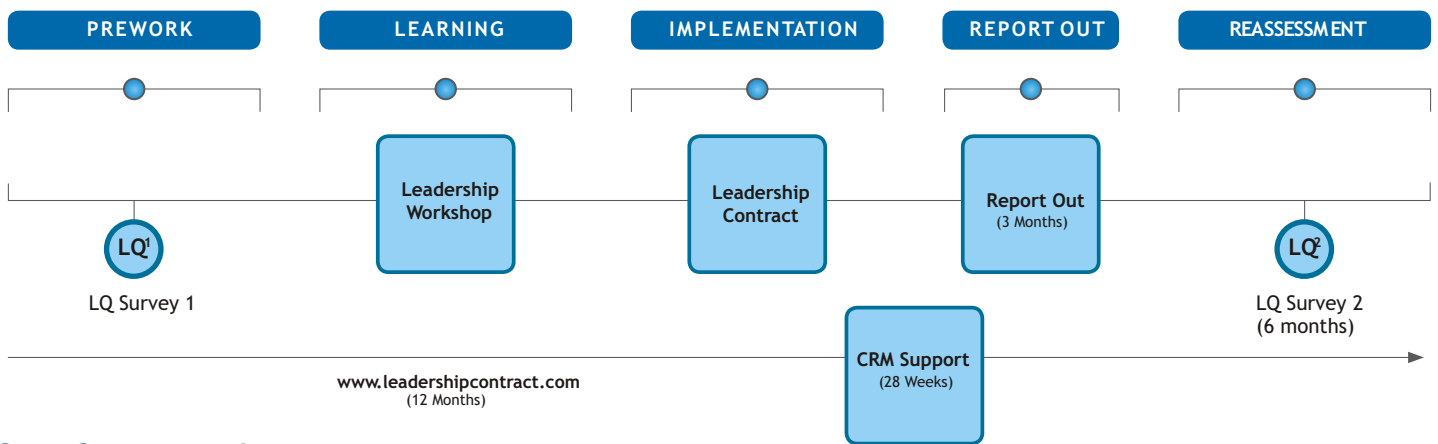 PREWORK
LEARNING
IMPLEMENTATION
REPORT OUT
REASSESSMENT
Leadership
Workshop
Leadership
Contract
Report Out
(3 Months)
LQ1
LQ2
LQ Survey 1
LQ Survey 2
(6 months)
CRM Support
(28 Weeks)
www.leadershipcontract.com
(12 Months)